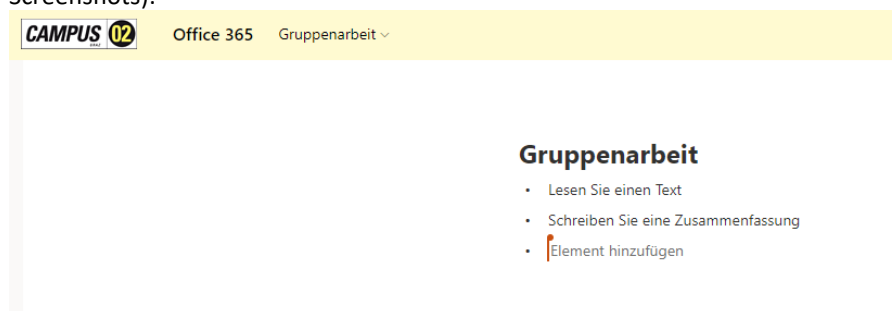 Screenshots).
CAMPUS 02 Office 365 Gruppenarbeit
Gruppenarbeit
• Lesen Sie einen Text
• Schreiben Sie eine Zusammenfassung
• Element hinzufügen